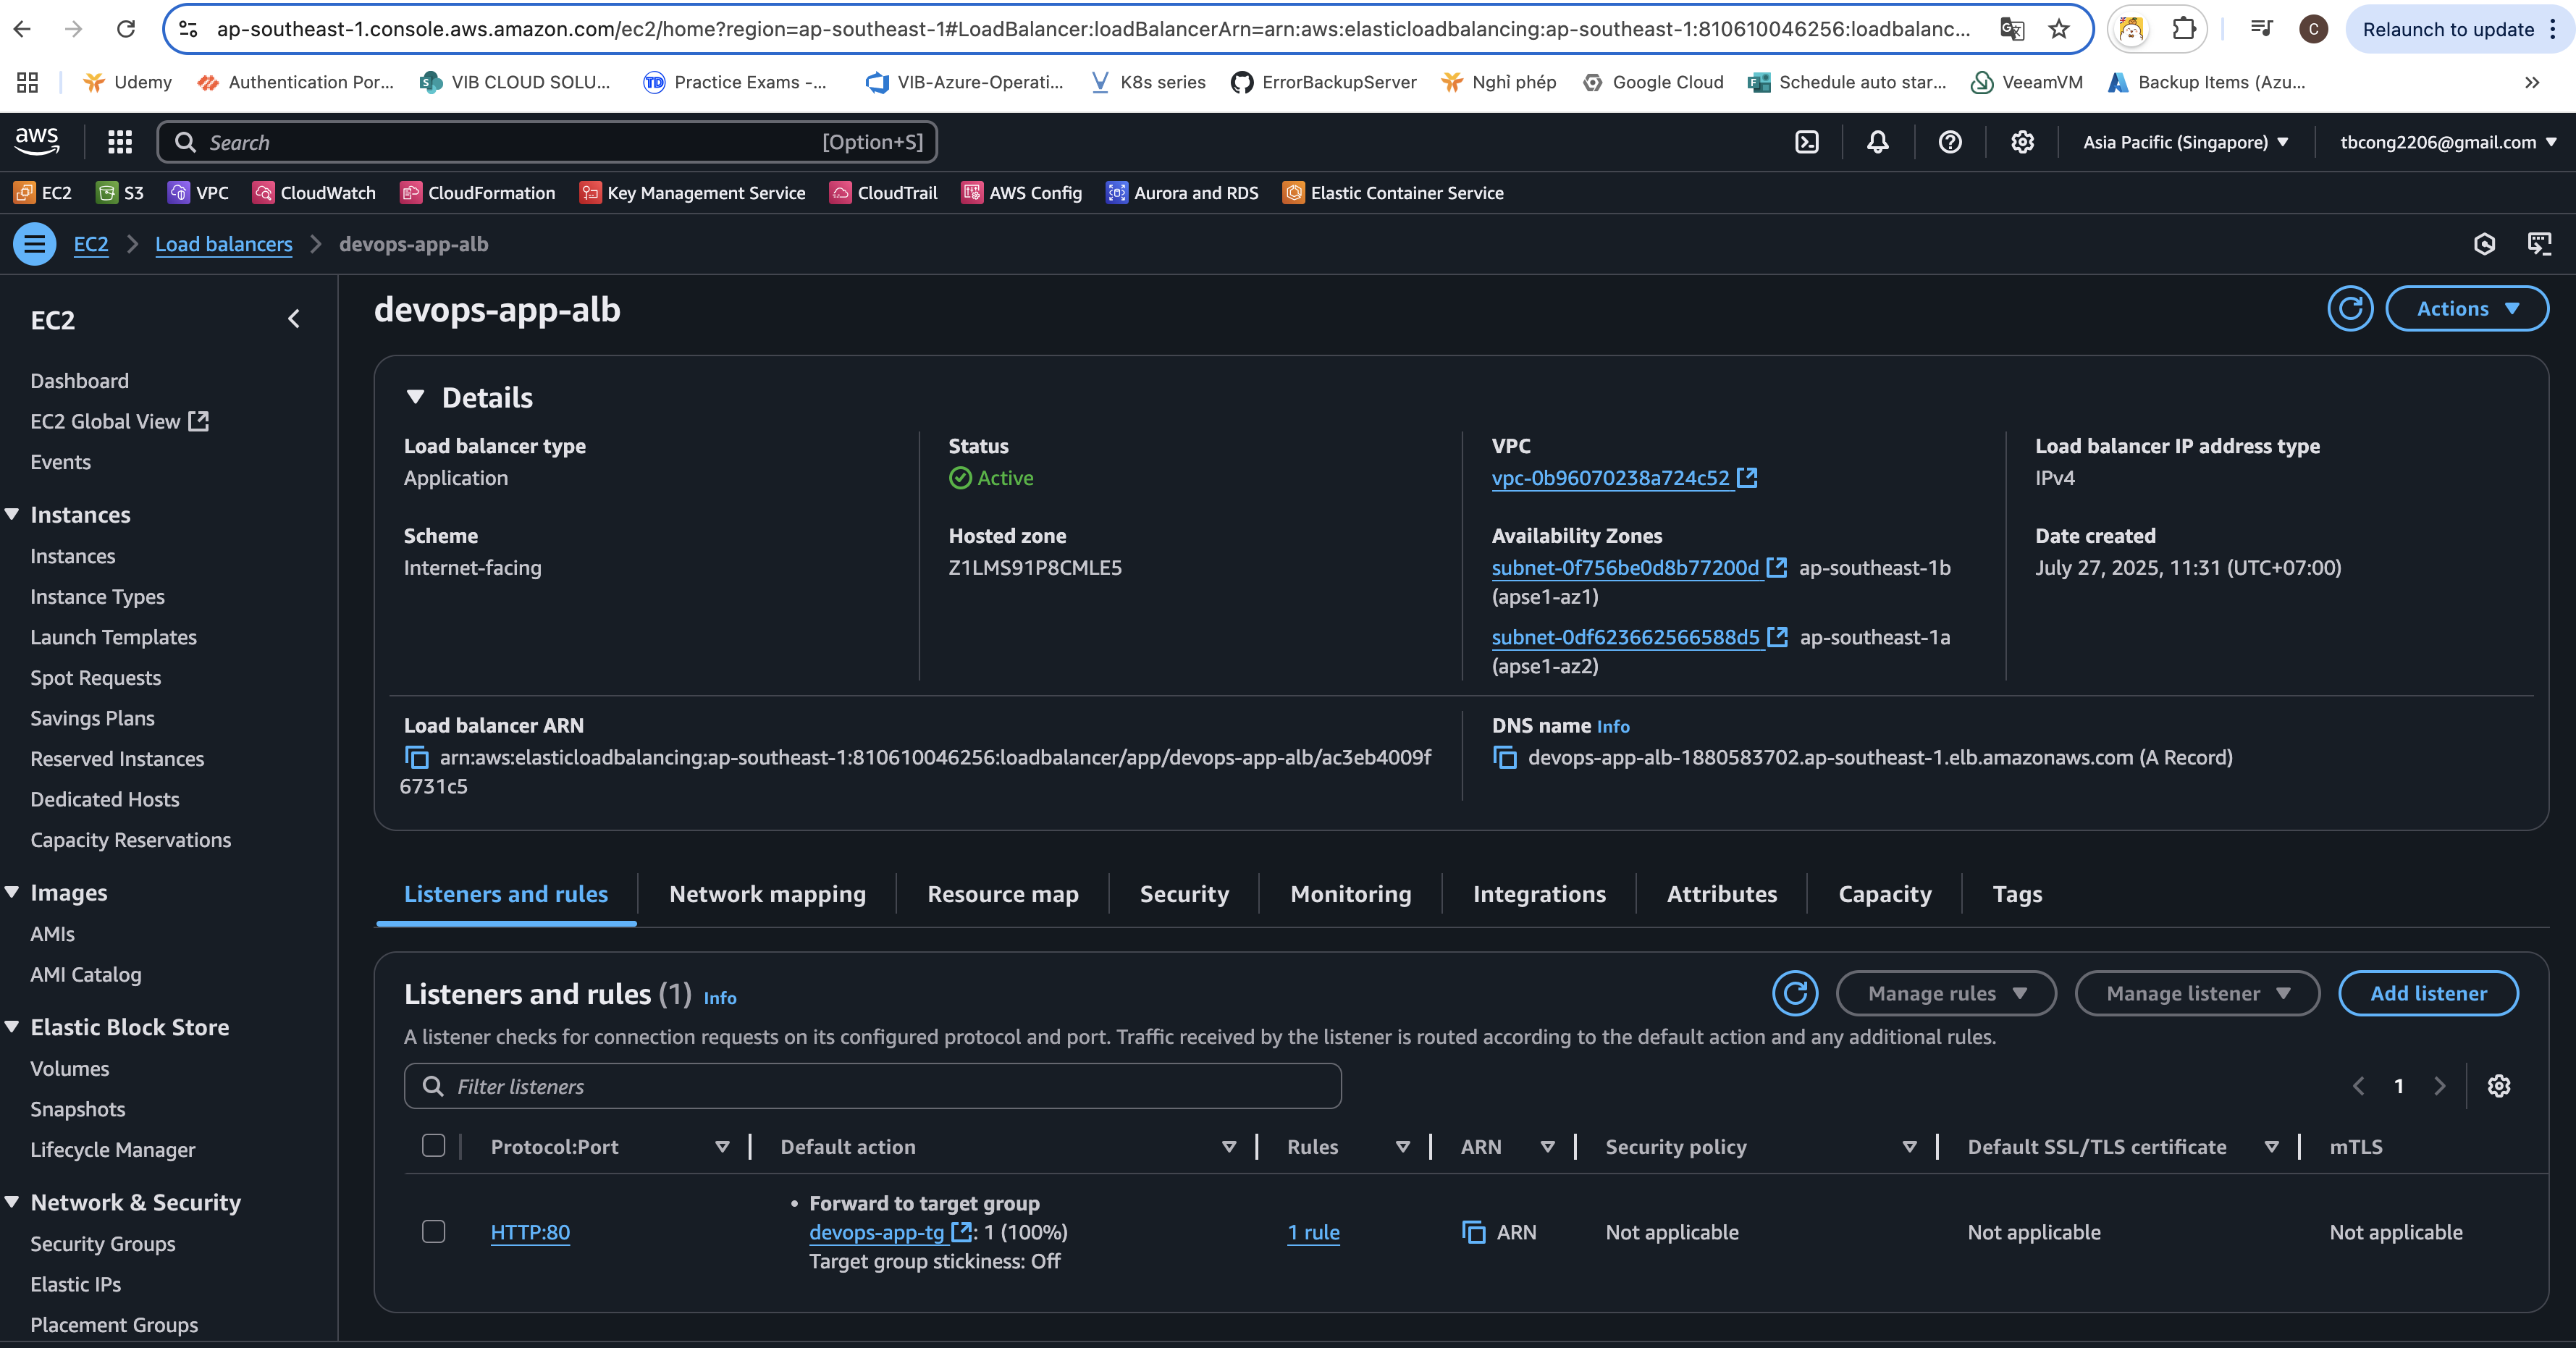 ap-southeast-1.console.aws.amazon.com/ec2/home?region=ap-southeast-1#LoadBalancer:loadBalancerArn=arn:aws:elasticloadbalancing:ap-southeast-1:810610046256:loadbalanc...
C
Relaunch to update
Udemy
Authentication Por...
VIB CLOUD SOLU...
TD
Practice Exams -...
VIB-Azure-Operati...
K8s series
ErrorBackupServer
Nghỉ phép
Google Cloud
Schedule auto star...
VeeamVM
Backup Items (Azu...
aws
Search
[Option+S]
Asia Pacific (Singapore)
tbcong2206@gmail.com
EC2
S3
VPC
CloudWatch
CloudFormation
Key Management Service
CloudTrail
AWS Config
Aurora and RDS
Elastic Container Service
EC2
Load balancers
devops-app-alb
EC2
Dashboard
EC2 Global View
Events
Instances
Instances
Instance Types
Launch Templates
Spot Requests
Savings Plans
Reserved Instances
Dedicated Hosts
Capacity Reservations
Images
AMIs
AMI Catalog
Elastic Block Store
Volumes
Snapshots
Lifecycle Manager
Network & Security
Security Groups
Elastic IPs
Placement Groups
devops-app-alb
Actions
Details
Load balancer type
Application
Status
Active
VPC
vpc-0b96070238a724c52
Load balancer IP address type
IPv4
Scheme
Internet-facing
Hosted zone
Z1LMS91P8CMLE5
Availability Zones
subnet-0f756be0d8b77200d ap-southeast-1b
(apse1-az1)
subnet-0df623662566588d5 ap-southeast-1a
(apse1-az2)
Date created
July 27, 2025, 11:31 (UTC+07:00)
Load balancer ARN
arn:aws:elasticloadbalancing:ap-southeast-1:810610046256:loadbalancer/app/devops-app-alb/ac3eb4009f
6731c5
DNS name Info
devops-app-alb-1880583702.ap-southeast-1.elb.amazonaws.com (A Record)
Listeners and rules
Network mapping
Resource map
Security
Monitoring
Integrations
Attributes
Capacity
Tags
Listeners and rules (1) Info
Manage rules
Manage listener
Add listener
A listener checks for connection requests on its configured protocol and port. Traffic received by the listener is routed according to the default action and any additional rules.
Filter listeners
1
Protocol:Port
Default action
Rules
ARN
Security policy
Default SSL/TLS certificate
mTLS
HTTP:80
• Forward to target group
devops-app-tg : 1 (100%)
Target group stickiness: Off
1 rule
ARN
Not applicable
Not applicable
Not applicable